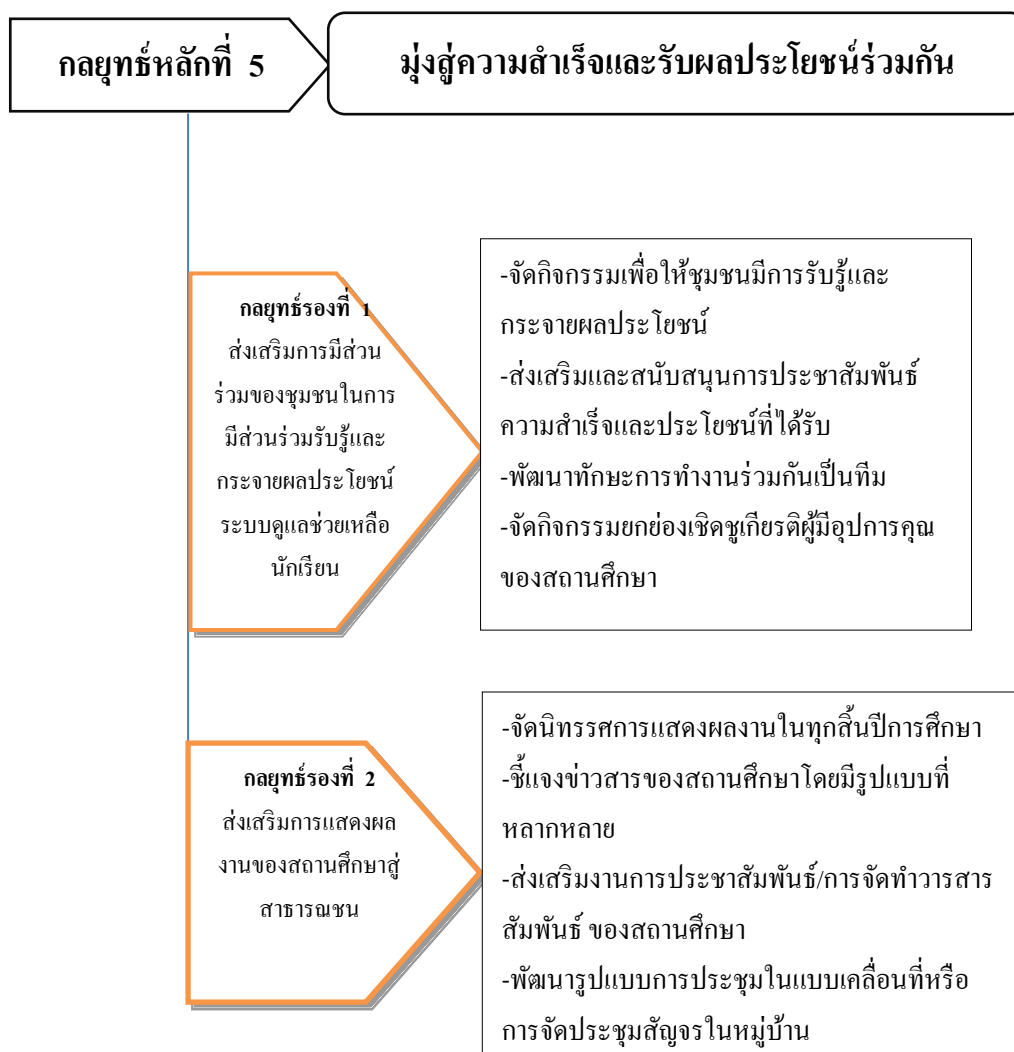 กลยุทธ์หลักที่ 5
มุ่งสู่ความสำเร็จและรับผลประโยชน์ร่วมกัน
กลยุทธ์รองที่ 1
ส่งเสริมการมีส่วน
ร่วมของชุมชนในการ
มีส่วนร่วมรับรู้และ
กระจายผลประโยชน์
ระบบดูแลช่วยเหลือ
นักเรียน
-จัดกิจกรรมเพื่อให้ชุมชนมีการรับรู้และ
กระจายผลประโยชน์
-ส่งเสริมและสนับสนุนการประชาสัมพันธ์
ความสำเร็จและประโยชน์ที่ได้รับ
-พัฒนาทักษะการทำงานร่วมกันเป็นทีม
-จัดกิจกรรมยกย่องเชิดชูเกียรติผู้มีอุปการคุณ
ของสถานศึกษา
กลยุทธ์รองที่ 2
ส่งเสริมการแสดงผล
งานของสถานศึกษาสู่
สาธารณชน
-จัดนิทรรศการแสดงผลงานในทุกสิ้นปีการศึกษา
-ชี้แจงข่าวสารของสถานศึกษาโดยมีรูปแบบที่
หลากหลาย
-ส่งเสริมงานการประชาสัมพันธ์/การจัดทำวารสาร
สัมพันธ์ ของสถานศึกษา
-พัฒนารูปแบบการประชุมในแบบเคลื่อนที่หรือ
การจัดประชุมสัญจรในหมู่บ้าน